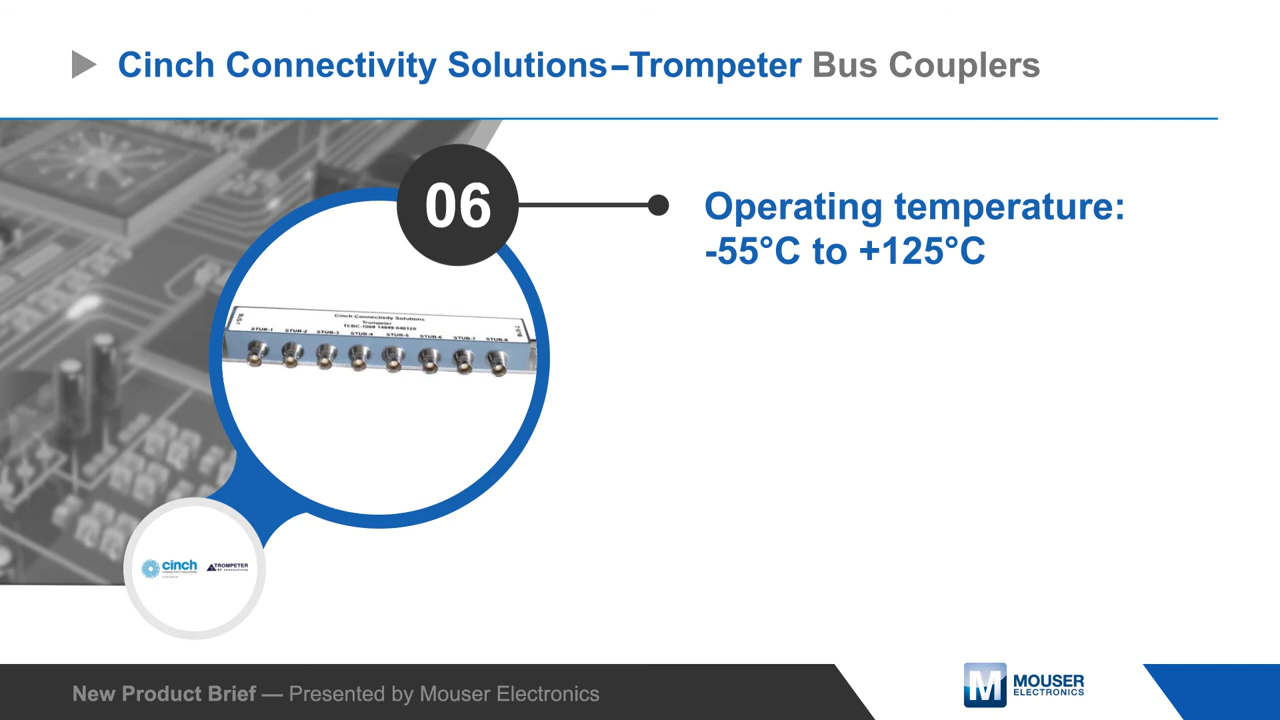 Cinch Connectivity Solutions–Trompeter Bus Couplers
06
Operating temperature:
-55°C to +125°C
Cinch Connectivity Solutions
Trompeter
STUB-1 STUB-2 STUB-3 STUB-4 STUB-5 STUB-6 STUB-7 STUB-8
cinch
CONNECTIVITY SOLUTIONS
TROMPETER
New Product Brief — Presented by Mouser Electronics
M MOUSER
ELECTRONICS